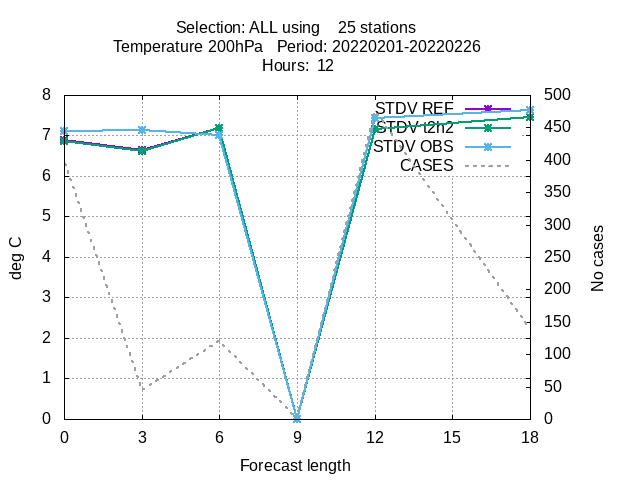 Selection: ALL using    25 stations
Temperature 200hPa   Period: 20220201-20220226
Hours: 12
8 500
STDV REF
7 450
STDV t2h2
STDV OBS
6 400
CASES
350
5 300
4 250
3 200
2 150
100
1 50
0 0
deg C
No cases
0 3 6 9 12 15 18
Forecast length